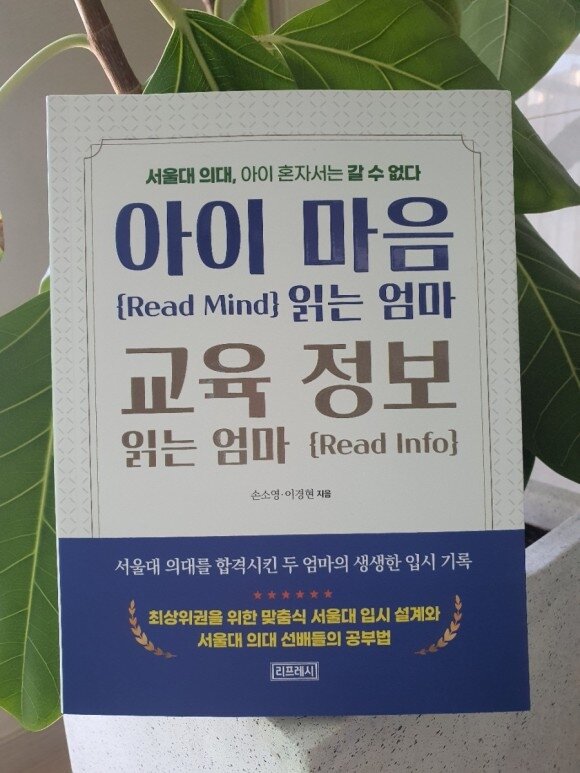 서울대 의대, 아이 혼자서는 갈 수 없다
아이 마음
{Read Mind} 읽는 엄마
교육 정보
읽는 엄마 {Read Info}
손소영·이경현 지음
서울대 의대를 합격시킨 두 엄마의 생생한 입시 기록
최상위권을 위한 맞춤식 서울대 입시 설계와
서울대 의대 선배들의 공부법
리프레시